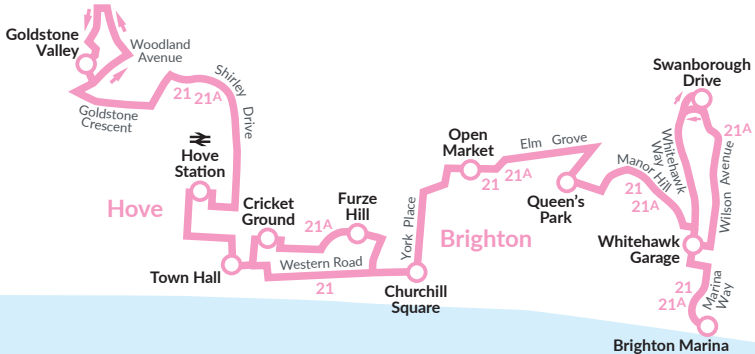 Goldstone
Valley
Woodland
Avenue
Goldstone
Crescent
21 21A
Shirley Drive
Hove
Station
Hove
Cricket
Ground
Furze
Hill
21A
Town Hall
Western Road
21
York Place
Churchill
Square
Open
Market
21 21A
Elm Grove
Brighton
Queen's
Park
Manor Hill
21
21A
Swanborough
Drive
21A
Whitehawk
Way
Wilson Avenue
Whitehawk
Garage
21
21A
Marina
Way
Brighton Marina